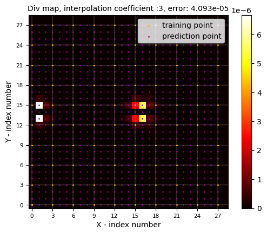 Div map, interpolation coefficient :3, error: 4.093e-05
1e-6
training point
prediction point
27
24
21
18
15
12
9
6
3
0
Y - index number
0 3 6 9 12 15 18 21 24 27
X - index number
6
5
4
3
2
1
0